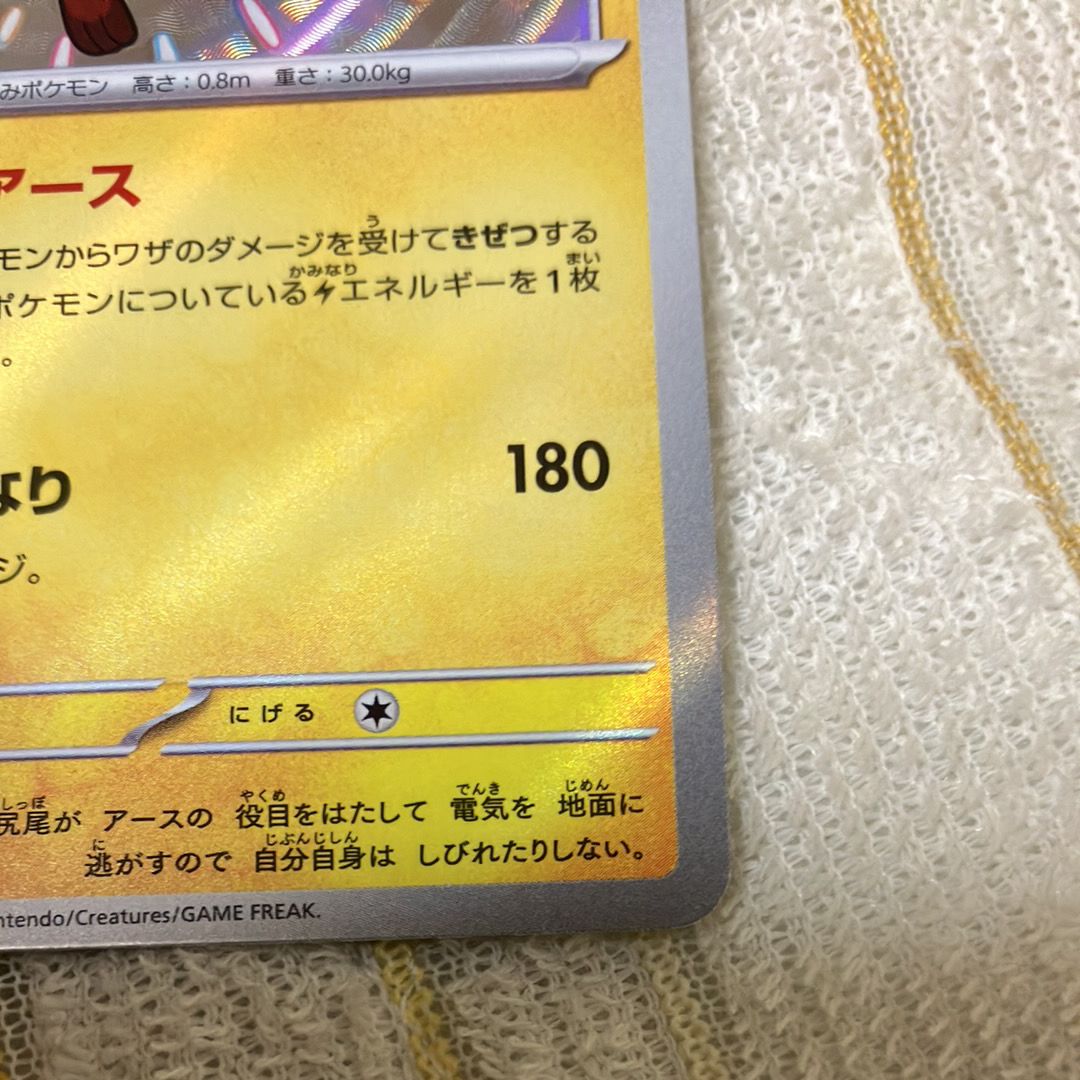 みポケモン 高さ：0.8m 重さ：30.0kg
アース
モンからワザのダメージを受けてきぜつする
ポケモンについているエネルギーを1枚
。
なり 180
ジ。
にげる
尻尾が アースの 役目をはたして 電気を 地面に
逃がすので 自分自身は しびれたりしない。
ntendo/Creatures/GAME FREAK.